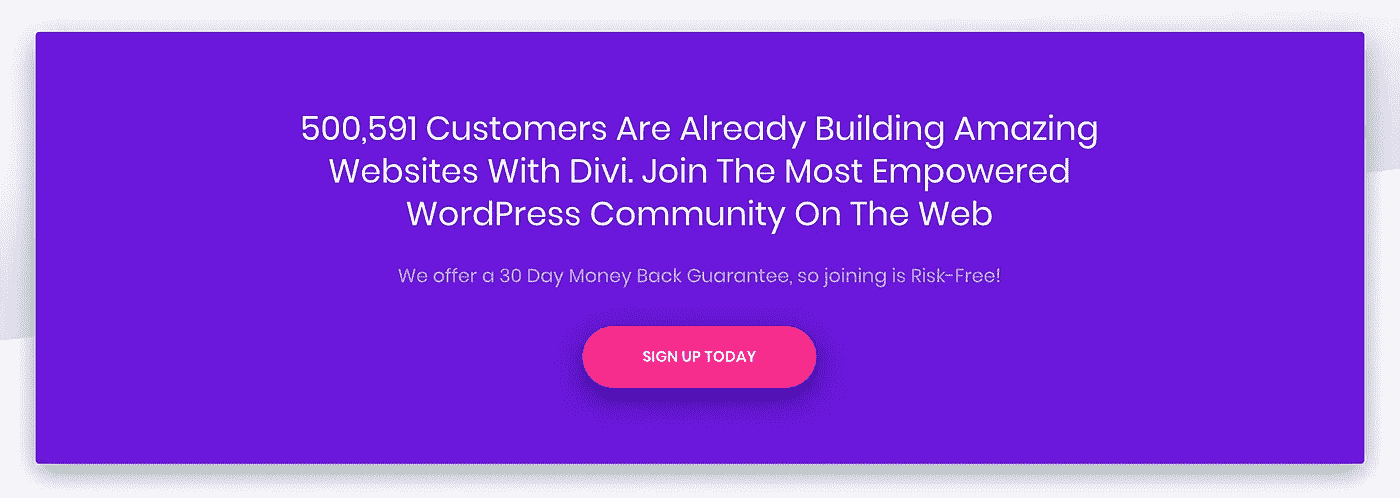 500,591 Customers Are Already Building Amazing
Websites With Divi. Join The Most Empowered
WordPress Community On The Web
We offer a 30 Day Money Back Guarantee, so joining is Risk-Free!
SIGN UP TODAY